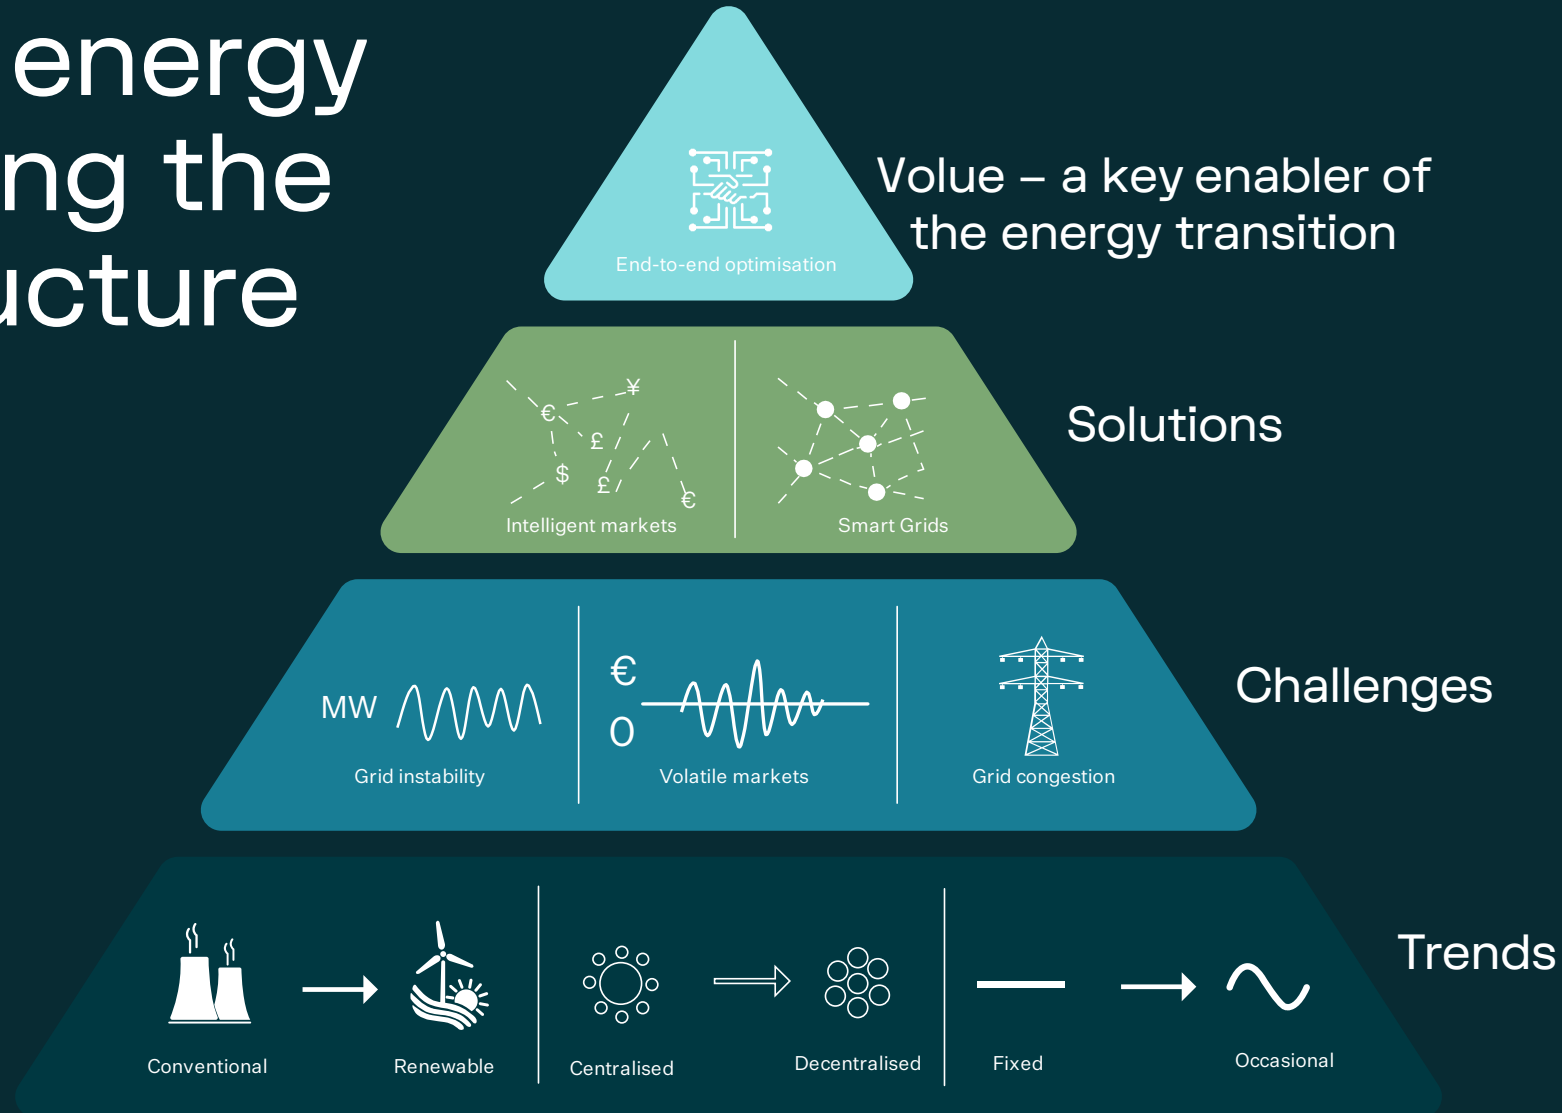 energy
ng the
ucture
Volue – a key enabler of
the energy transition
End-to-end optimisation
¥
€
£
$
£
€
Intelligent markets
Smart Grids
Solutions
MW
€
0
Grid instability
Volatile markets
Grid congestion
Challenges
Trends
Conventional
Renewable
Centralised
Decentralised
Fixed
Occasional